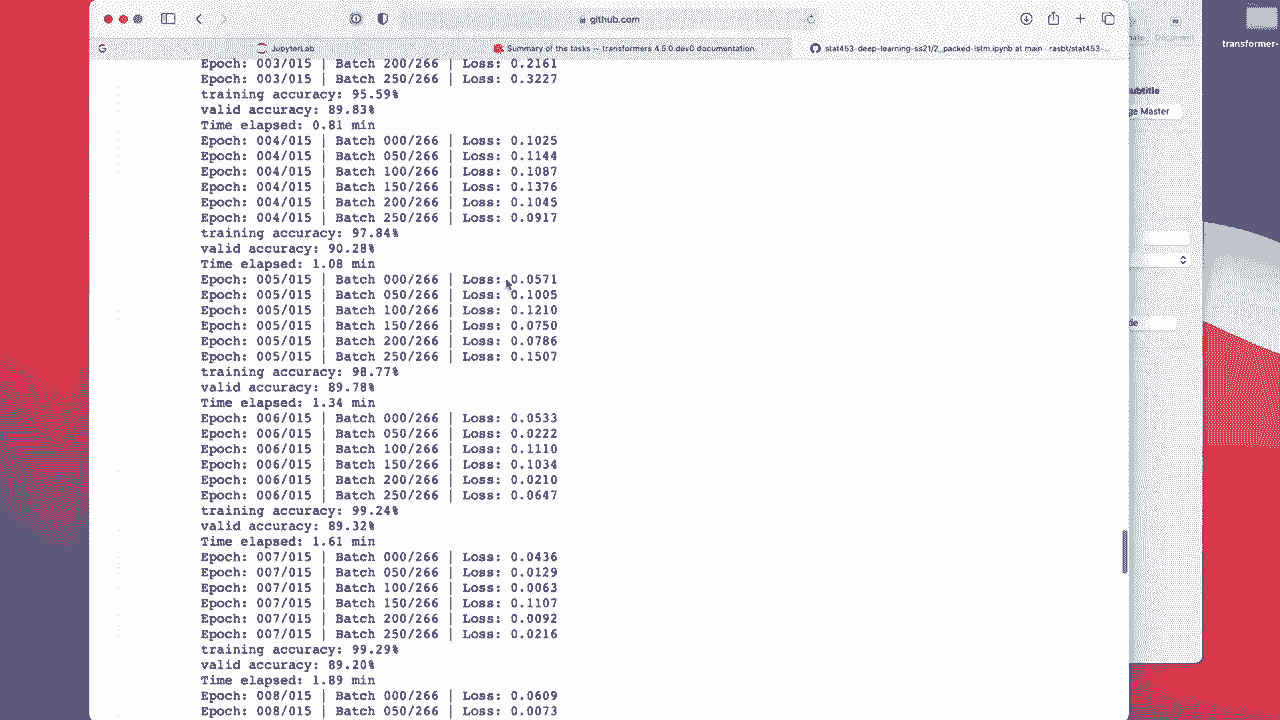 github.com
JupyterLab
Summary of the tasks — transformers 4.5.0.dev0 documentation
stat453-deep-learning-ss21/2_packed-lstm.ipynb at main · rasbt/stat453-...
Document
transformer-
ubtitle
ge Master
de
Epoch: 003/015 | Batch 200/266 | Loss: 0.2161
Epoch: 003/015 | Batch 250/266 | Loss: 0.3227
training accuracy: 95.59%
valid accuracy: 89.83%
Time elapsed: 0.81 min
Epoch: 004/015 | Batch 000/266 | Loss: 0.1025
Epoch: 004/015 | Batch 050/266 | Loss: 0.1144
Epoch: 004/015 | Batch 100/266 | Loss: 0.1087
Epoch: 004/015 | Batch 150/266 | Loss: 0.1376
Epoch: 004/015 | Batch 200/266 | Loss: 0.1045
Epoch: 004/015 | Batch 250/266 | Loss: 0.0917
training accuracy: 97.84%
valid accuracy: 90.28%
Time elapsed: 1.08 min
Epoch: 005/015 | Batch 000/266 | Loss: 0.0571
Epoch: 005/015 | Batch 050/266 | Loss: 0.1005
Epoch: 005/015 | Batch 100/266 | Loss: 0.1210
Epoch: 005/015 | Batch 150/266 | Loss: 0.0750
Epoch: 005/015 | Batch 200/266 | Loss: 0.0786
Epoch: 005/015 | Batch 250/266 | Loss: 0.1507
training accuracy: 98.77%
valid accuracy: 89.78%
Time elapsed: 1.34 min
Epoch: 006/015 | Batch 000/266 | Loss: 0.0533
Epoch: 006/015 | Batch 050/266 | Loss: 0.0222
Epoch: 006/015 | Batch 100/266 | Loss: 0.1110
Epoch: 006/015 | Batch 150/266 | Loss: 0.1034
Epoch: 006/015 | Batch 200/266 | Loss: 0.0210
Epoch: 006/015 | Batch 250/266 | Loss: 0.0647
training accuracy: 99.24%
valid accuracy: 89.32%
Time elapsed: 1.61 min
Epoch: 007/015 | Batch 000/266 | Loss: 0.0436
Epoch: 007/015 | Batch 050/266 | Loss: 0.0129
Epoch: 007/015 | Batch 100/266 | Loss: 0.0063
Epoch: 007/015 | Batch 150/266 | Loss: 0.1107
Epoch: 007/015 | Batch 200/266 | Loss: 0.0092
Epoch: 007/015 | Batch 250/266 | Loss: 0.0216
training accuracy: 99.29%
valid accuracy: 89.20%
Time elapsed: 1.89 min
Epoch: 008/015 | Batch 000/266 | Loss: 0.0609
Epoch: 008/015 | Batch 050/266 | Loss: 0.0073